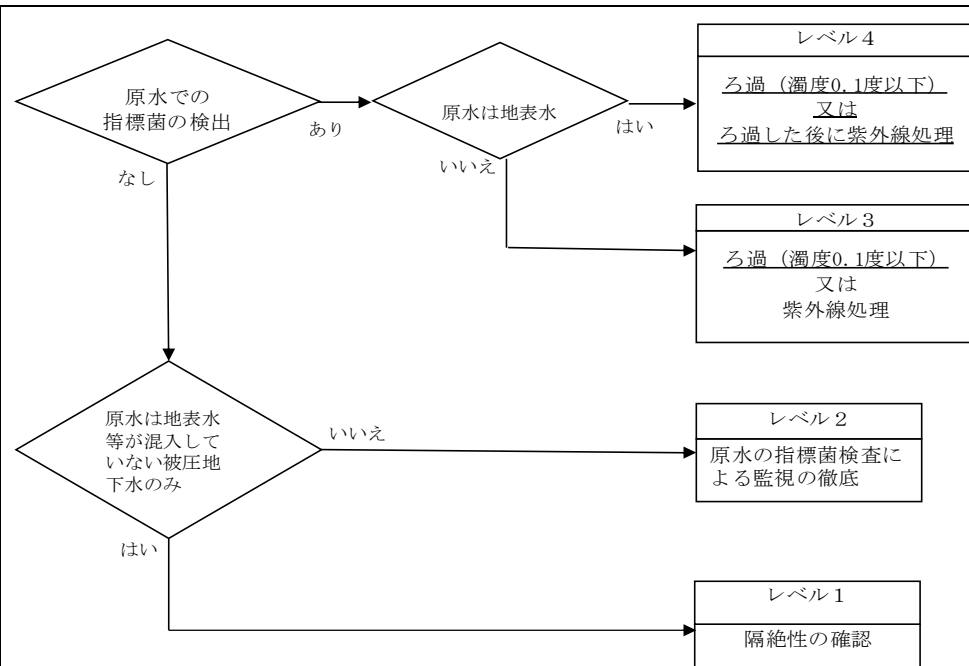 原水での
指標菌の検出
あり
なし
原水は地表水
はい
いいえ
レベル４
ろ過（濁度0.1度以下）
又は
ろ過した後に紫外線処理
レベル３
ろ過（濁度0.1度以下）
又は
紫外線処理
原水は地表水
等が混入して
いない被圧地
下水のみ
いいえ
はい
レベル２
原水の指標菌検査に
よる監視の徹底
レベル１
隔絶性の確認